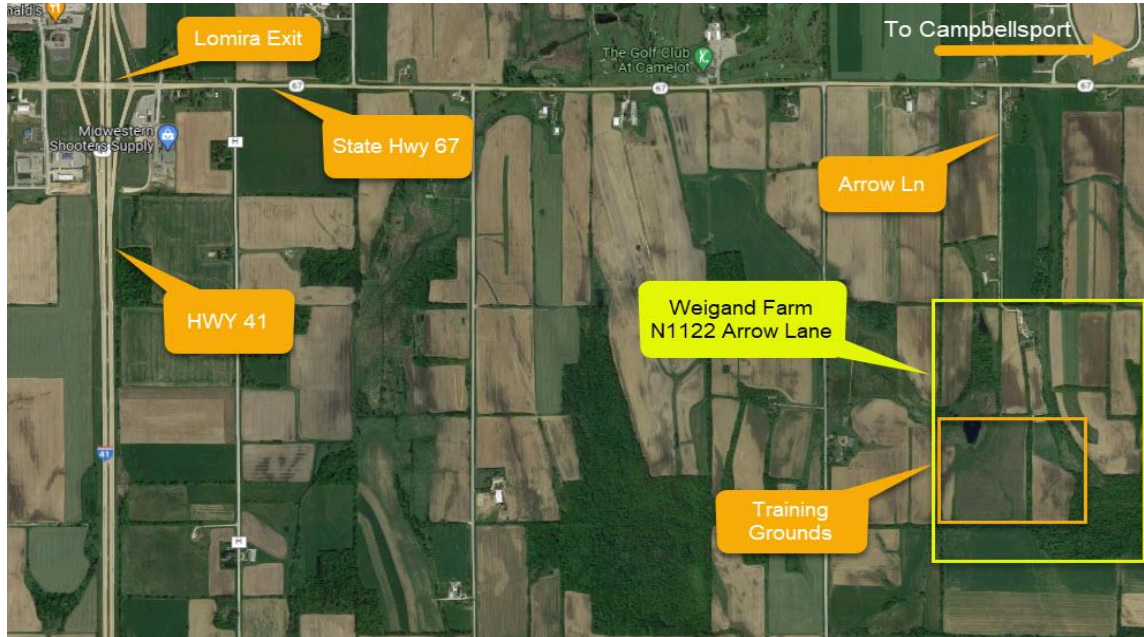 nald's
Lomira Exit
To Campbellsport
The Golf Club
At Camelot
67
67
67
Midwestern
Shooters Supply
H
State Hwy 67
Arrow Ln
HWY 41
Weigand Farm
N1122 Arrow Lane
41
Training
Grounds
H